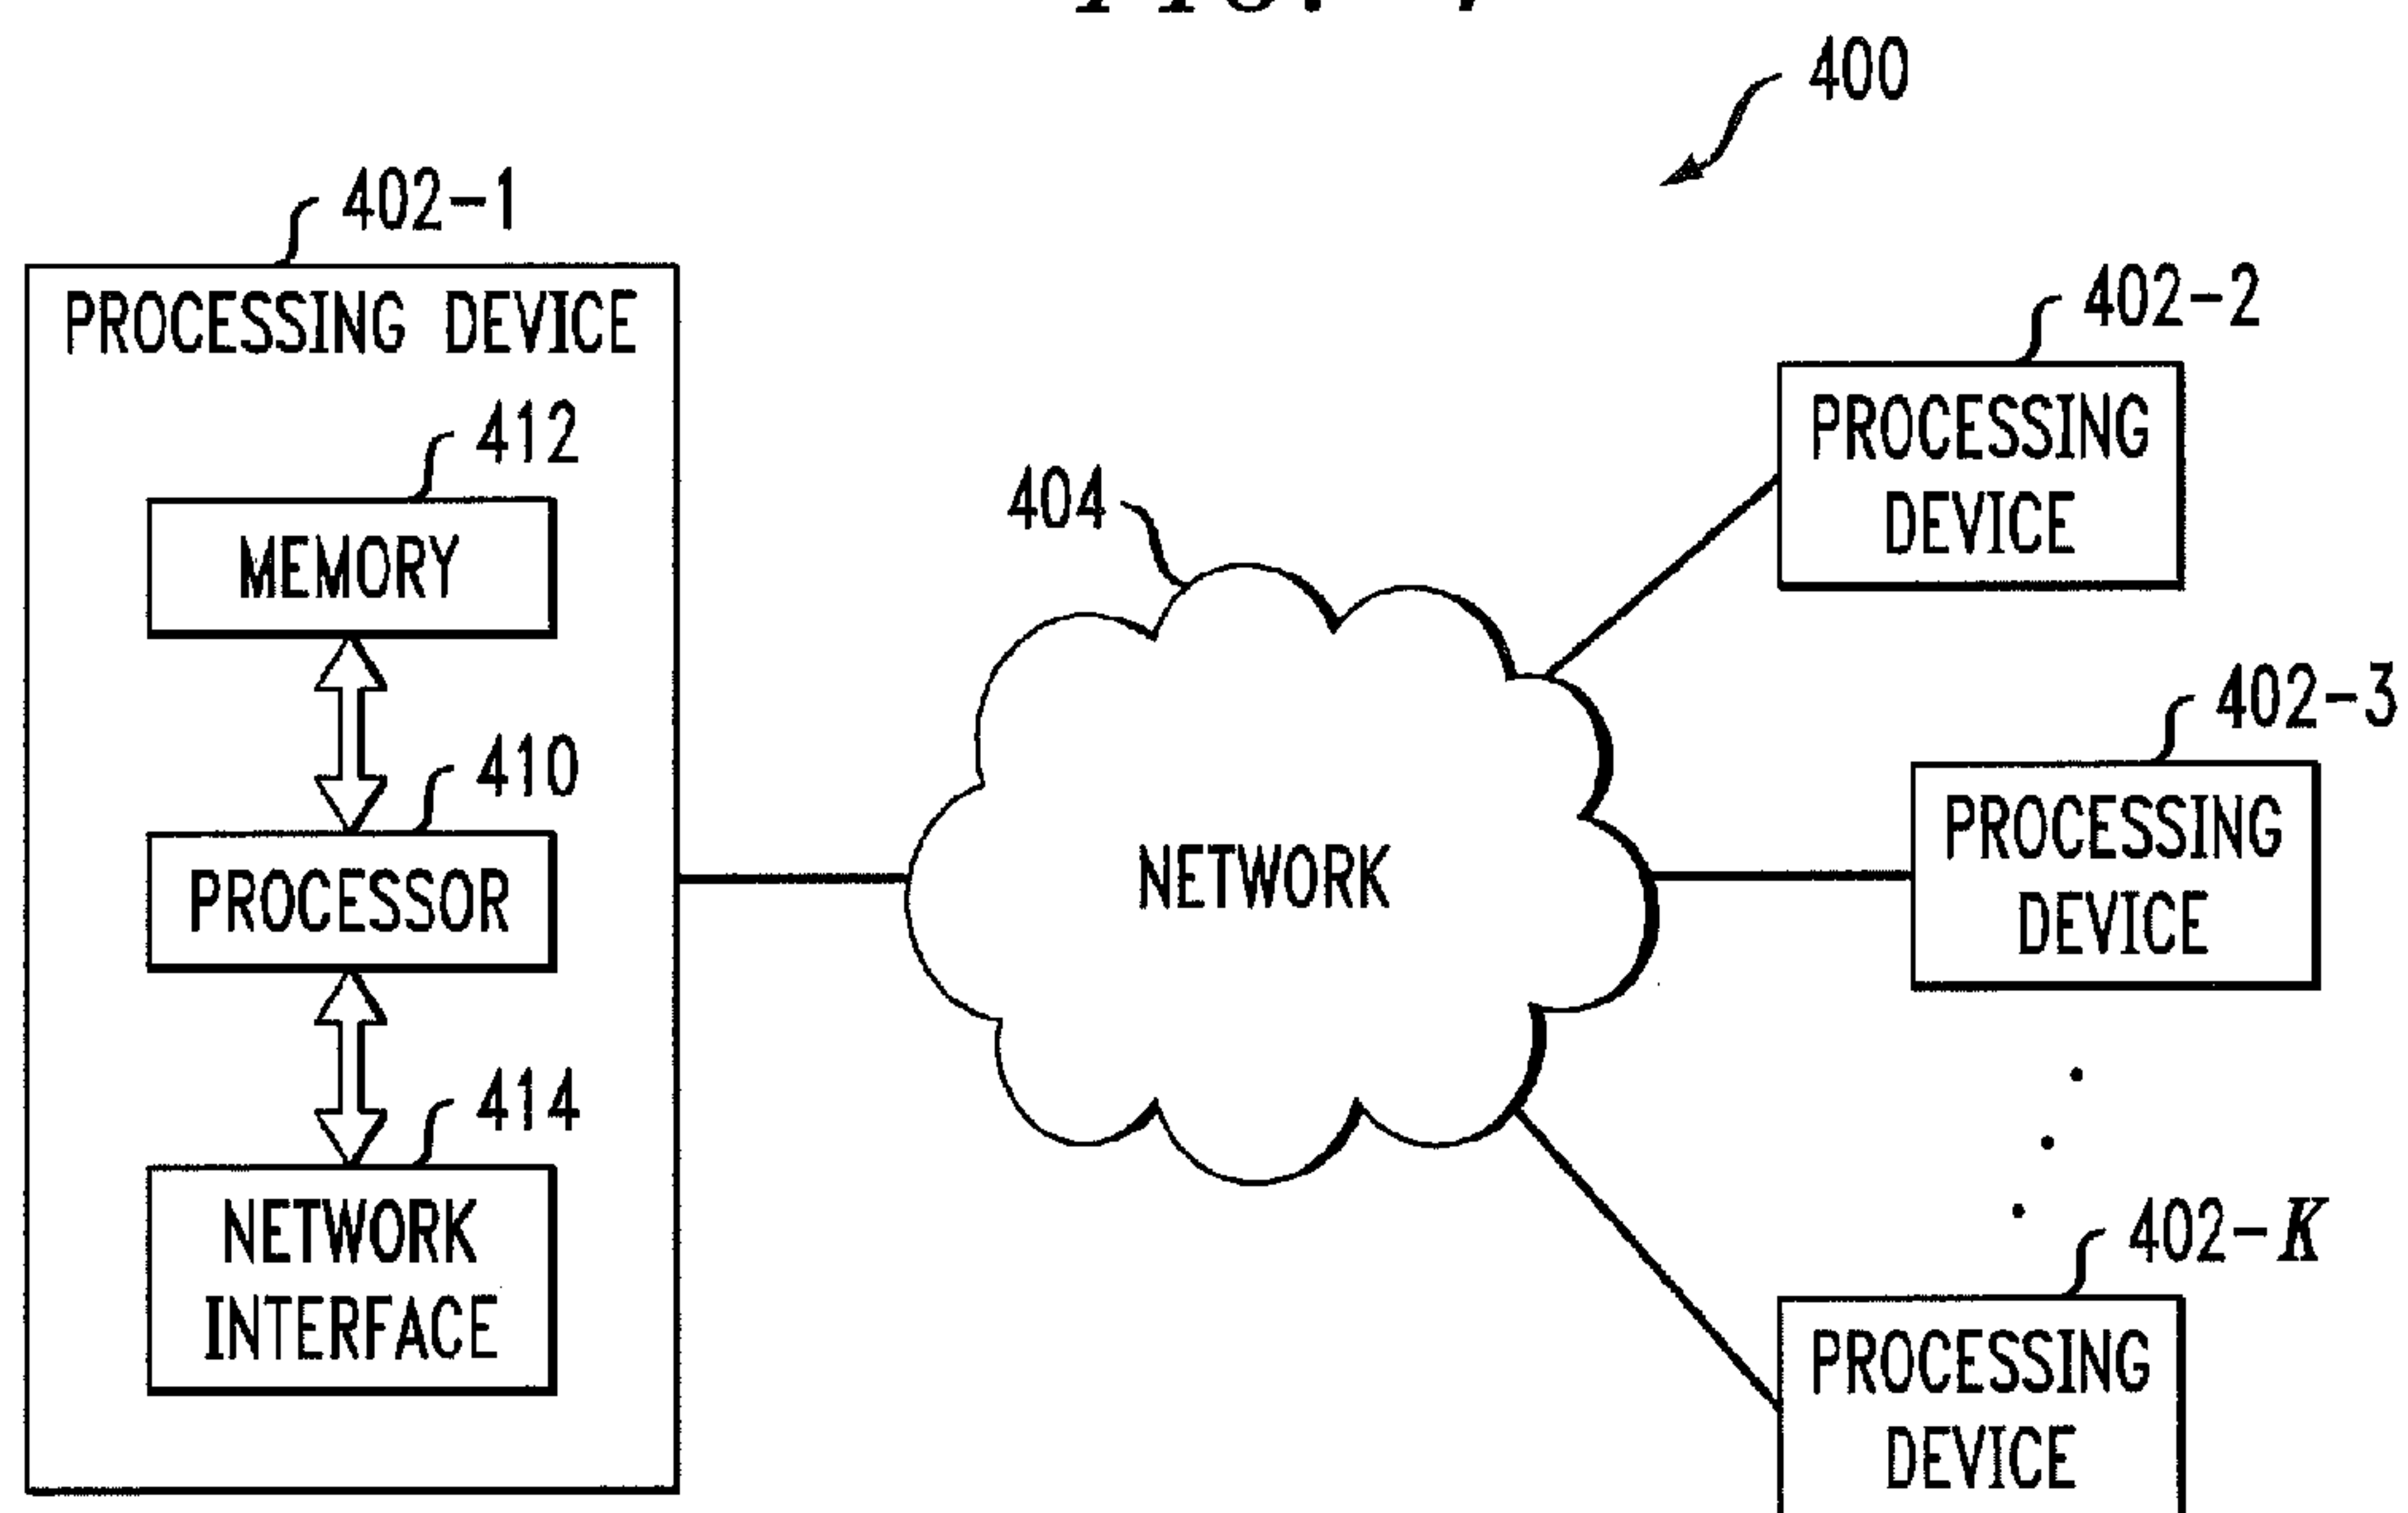 400
402-1
PROCESSING DEVICE
412
MEMORY
410
PROCESSOR
414
NETWORK
INTERFACE
404
NETWORK
402-2
PROCESSING
DEVICE
402-3
PROCESSING
DEVICE
402-K
PROCESSING
DEVICE